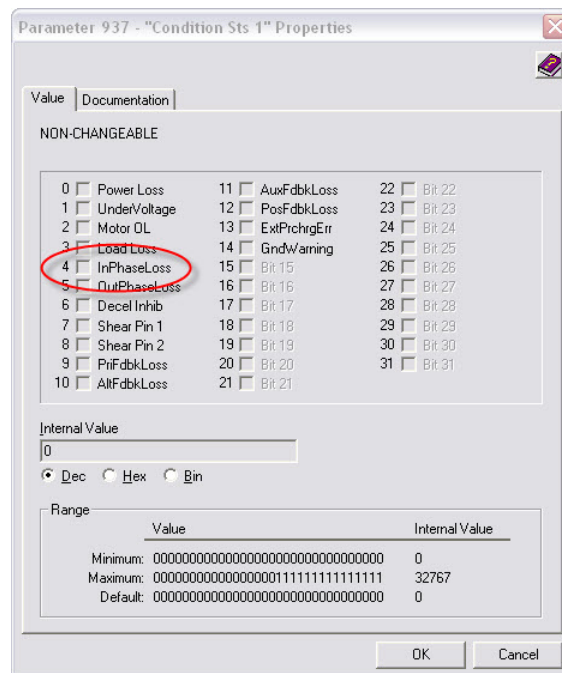 Parameter 937 - "Condition Sts 1" Properties
Value
Documentation
NON-CHANGEABLE
0 Power Loss
1 UnderVoltage
2 Motor OL
3 Load Loss
4 InPhaseLoss
5 OutPhaseLoss
6 Decel Inhib
7 Shear Pin 1
8 Shear Pin 2
9 PriFdbkLoss
10 AltFdbkLoss
11 AuxFdbkLoss
12 PosFdbkLoss
13 ExtPrchrgErr
14 GndWarning
15 Bit 15
16 Bit 16
17 Bit 17
18 Bit 18
19 Bit 19
20 Bit 20
21 Bit 21
22 Bit 22
23 Bit 23
24 Bit 24
25 Bit 25
26 Bit 26
27 Bit 27
28 Bit 28
29 Bit 29
30 Bit 30
31 Bit 31
Internal Value
0
Dec Hex Bin
Range
Value Internal Value
Minimum: 00000000000000000000000000000000 0
Maximum: 00000000000000000111111111111111 32767
Default: 00000000000000000000000000000000 0
OK Cancel